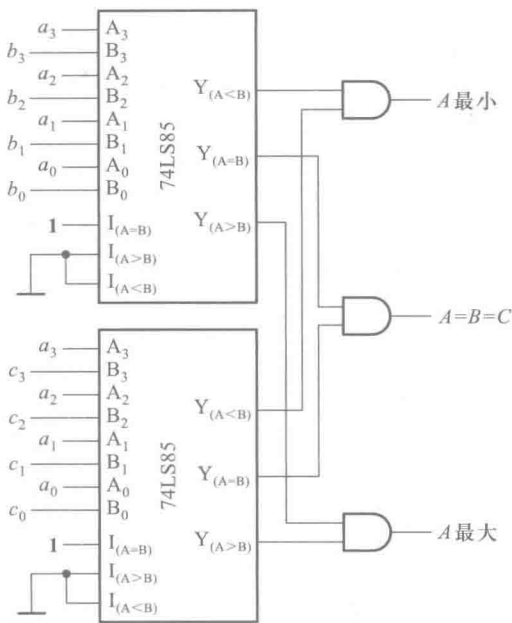 a₃ A₃
b₃ B₃
a₂ A₂
b₂ B₂
a₁ A₁
b₁ B₁
a₀ A₀
b₀ B₀
1 I(A=B)
I(A>B)
I(A<B)
74LS85
Y(A<B)
Y(A=B)
Y(A>B)
A最小
A=B=C
a₃ A₃
c₃ B₃
a₂ A₂
c₂ B₂
a₁ A₁
c₁ B₁
a₀ A₀
c₀ B₀
1 I(A=B)
I(A>B)
I(A<B)
74LS85
Y(A<B)
Y(A=B)
Y(A>B)
A最大